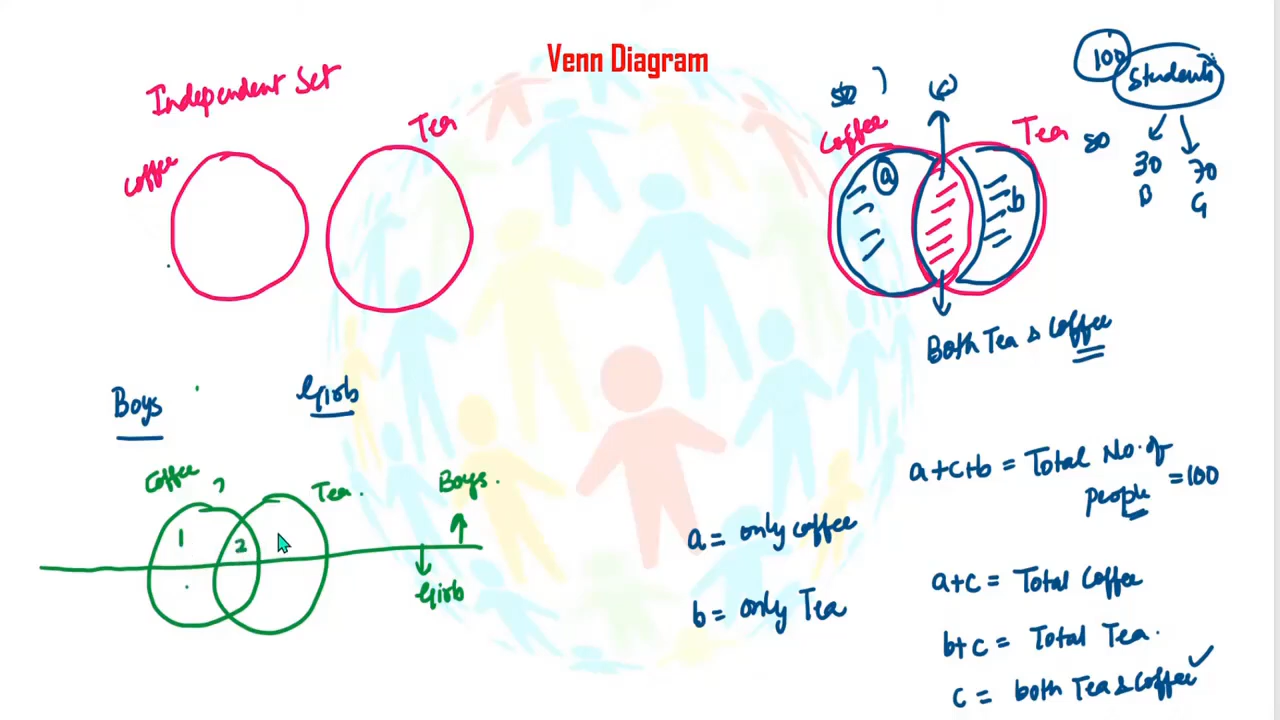 Venn Diagram
Independent Set
Coffee
Tea
Coffee
Tea
a
b
Both Tea & Coffee
100
Students
80
30
70
B
G
Boys
Girls
Coffee
Tea.
Boys.
Girls
1
2
a = only coffee
b = only Tea
a+c+b = Total No. of
people = 100
a+c = Total Coffee
b+c = Total Tea.
c = both Tea & Coffee ✓